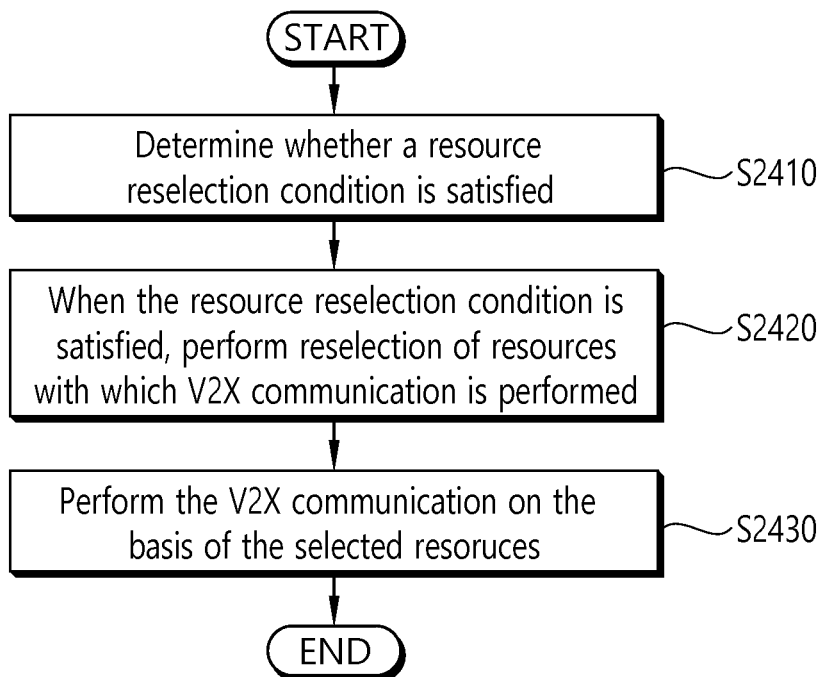 START
Determine whether a resource
reselection condition is satisfied
S2410
When the resource reselection condition is
satisfied, perform reselection of resources
with which V2X communication is performed
S2420
Perform the V2X communication on the
basis of the selected resoruces
S2430
END